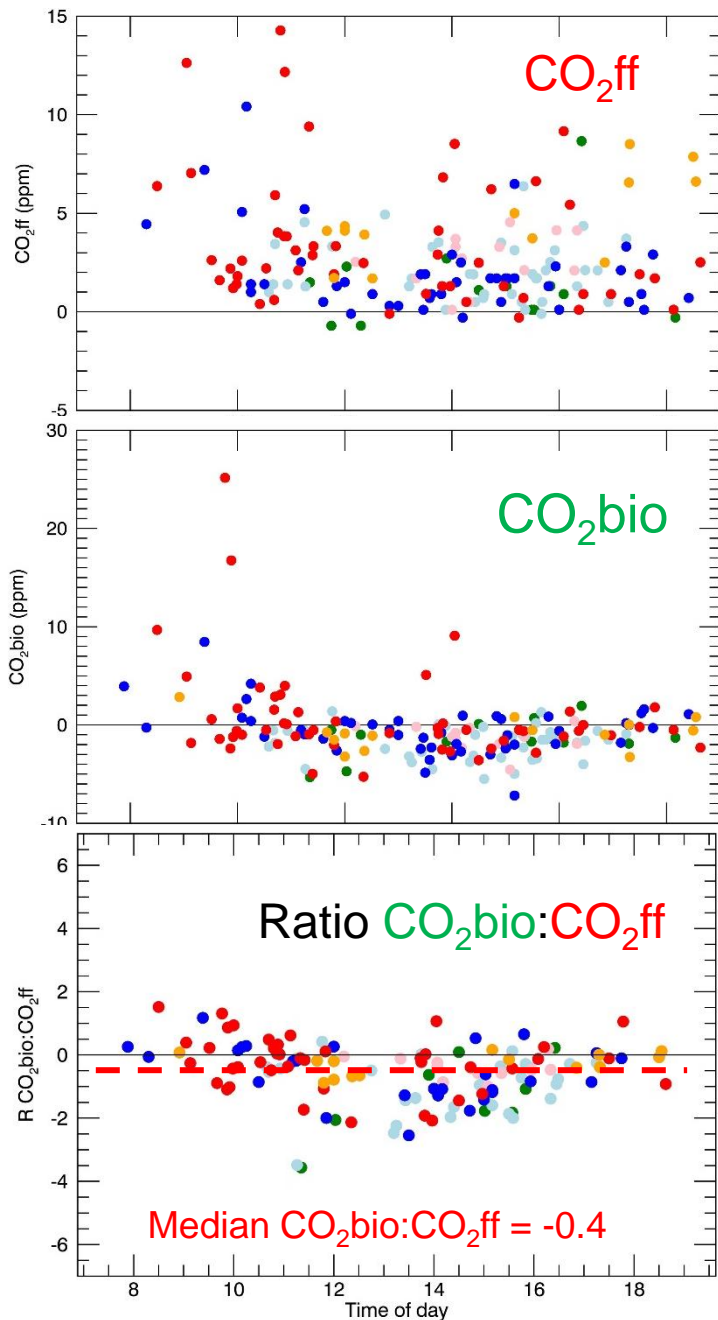 15
CO₂ff
10
CO₂ff (ppm)
5
0
-5
30
20
CO₂bio
CO₂bio (ppm)
10
0
-10
6
4
Ratio CO₂bio:CO₂ff
2
0
R CO₂bio:CO₂ff
-2
-4
Median CO₂bio:CO₂ff = -0.4
-6
8 10 12 14 16 18
Time of day